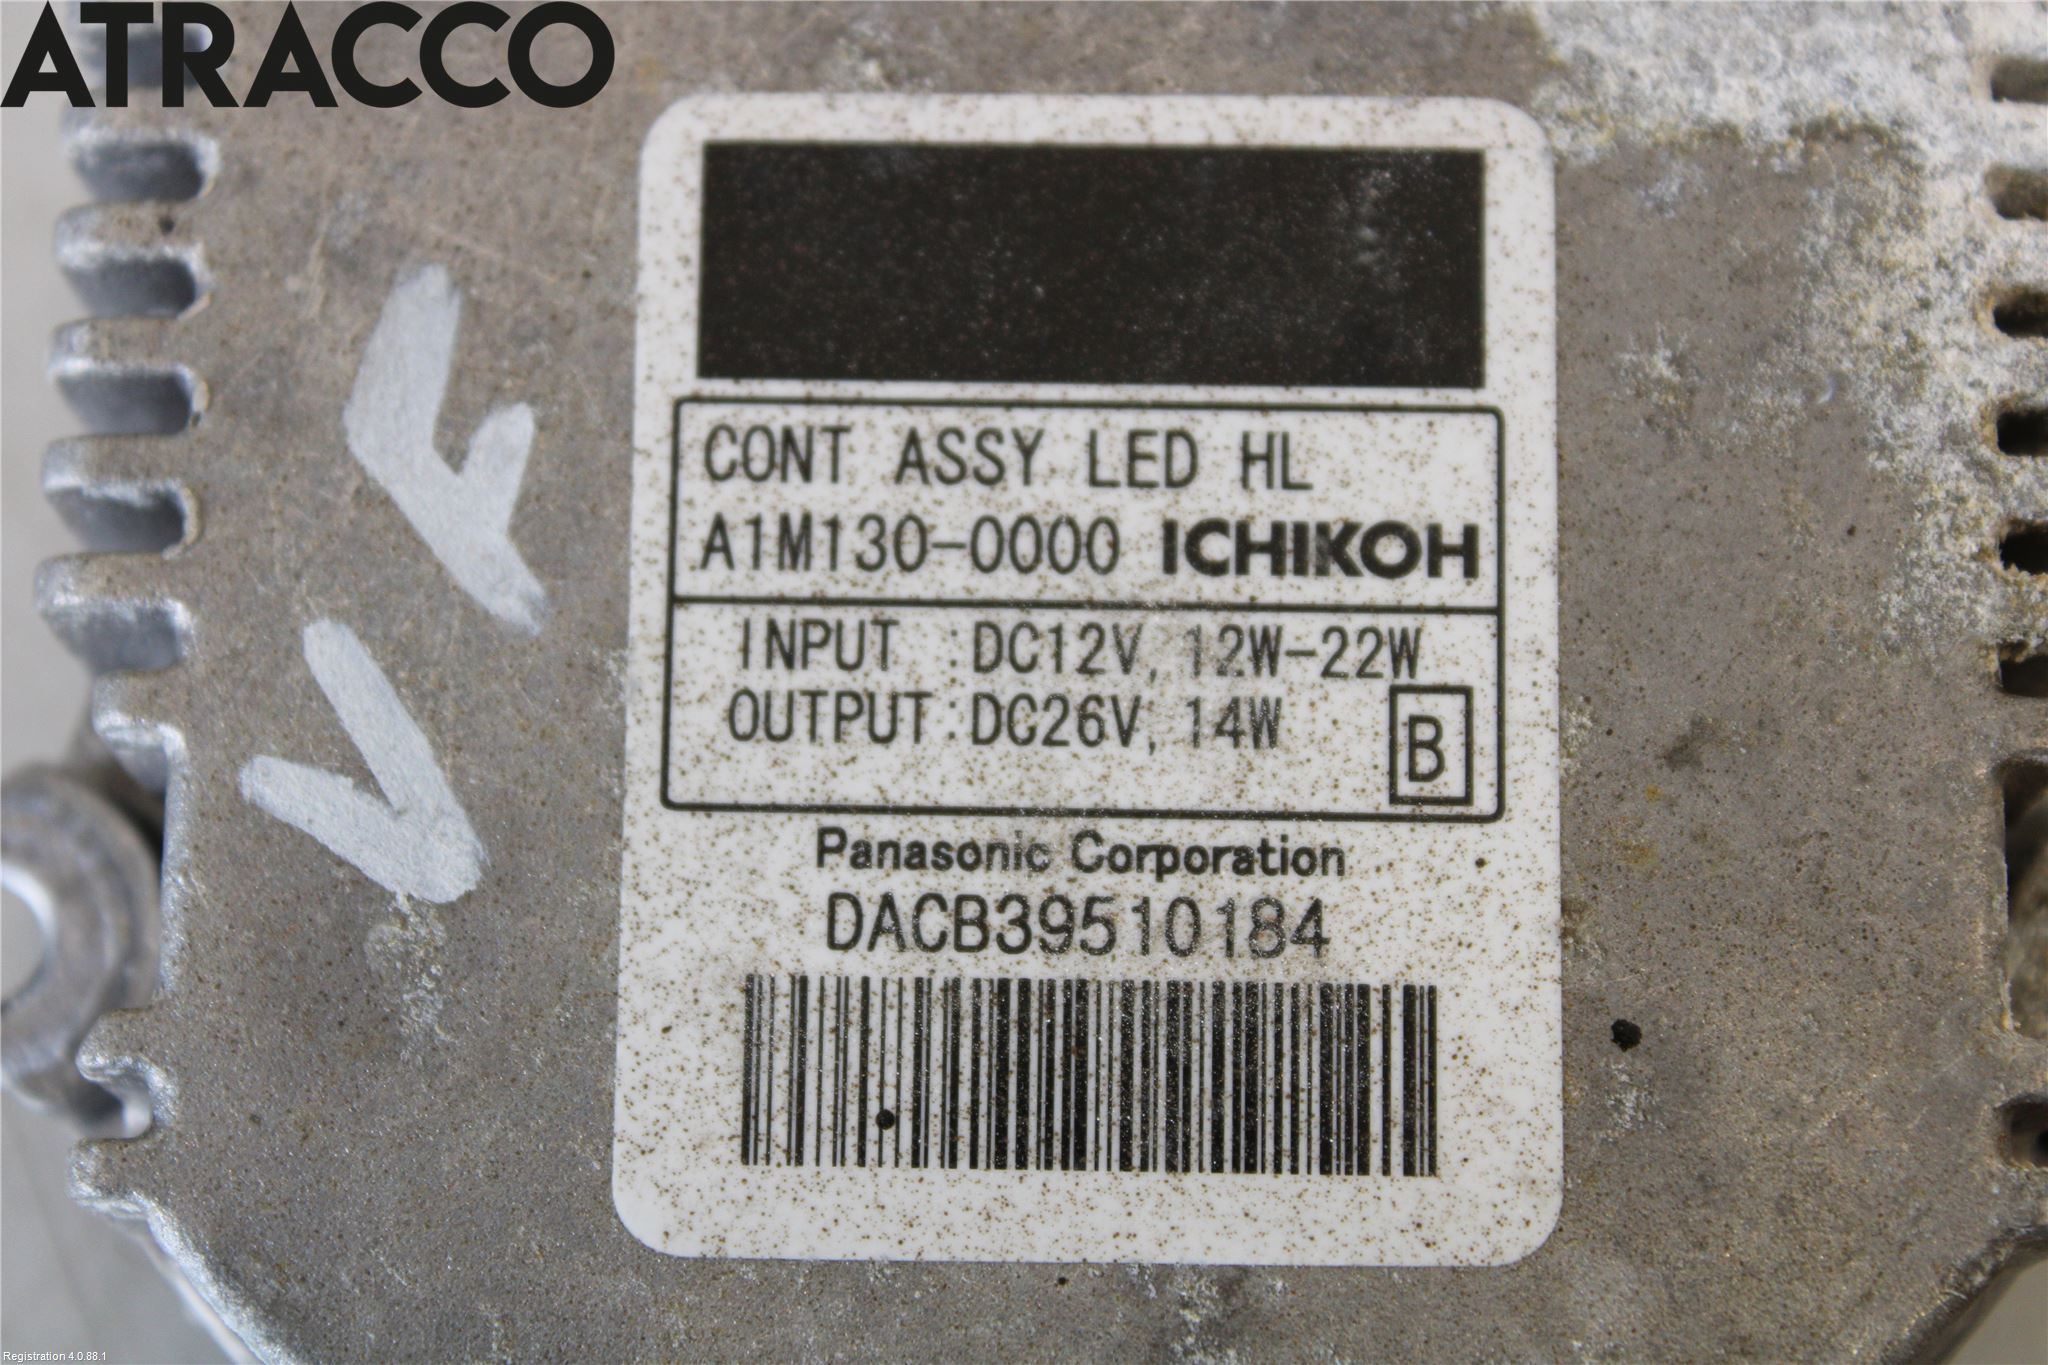 ATRACCO
CONT ASSY LED HL
A1M130-0000 ICHIKOH
INPUT :DC12V, 12W-22W
OUTPUT:DC26V, 14W
B
Panasonic Corporation
DACB39510184
VF
Registration 4.0.88.1